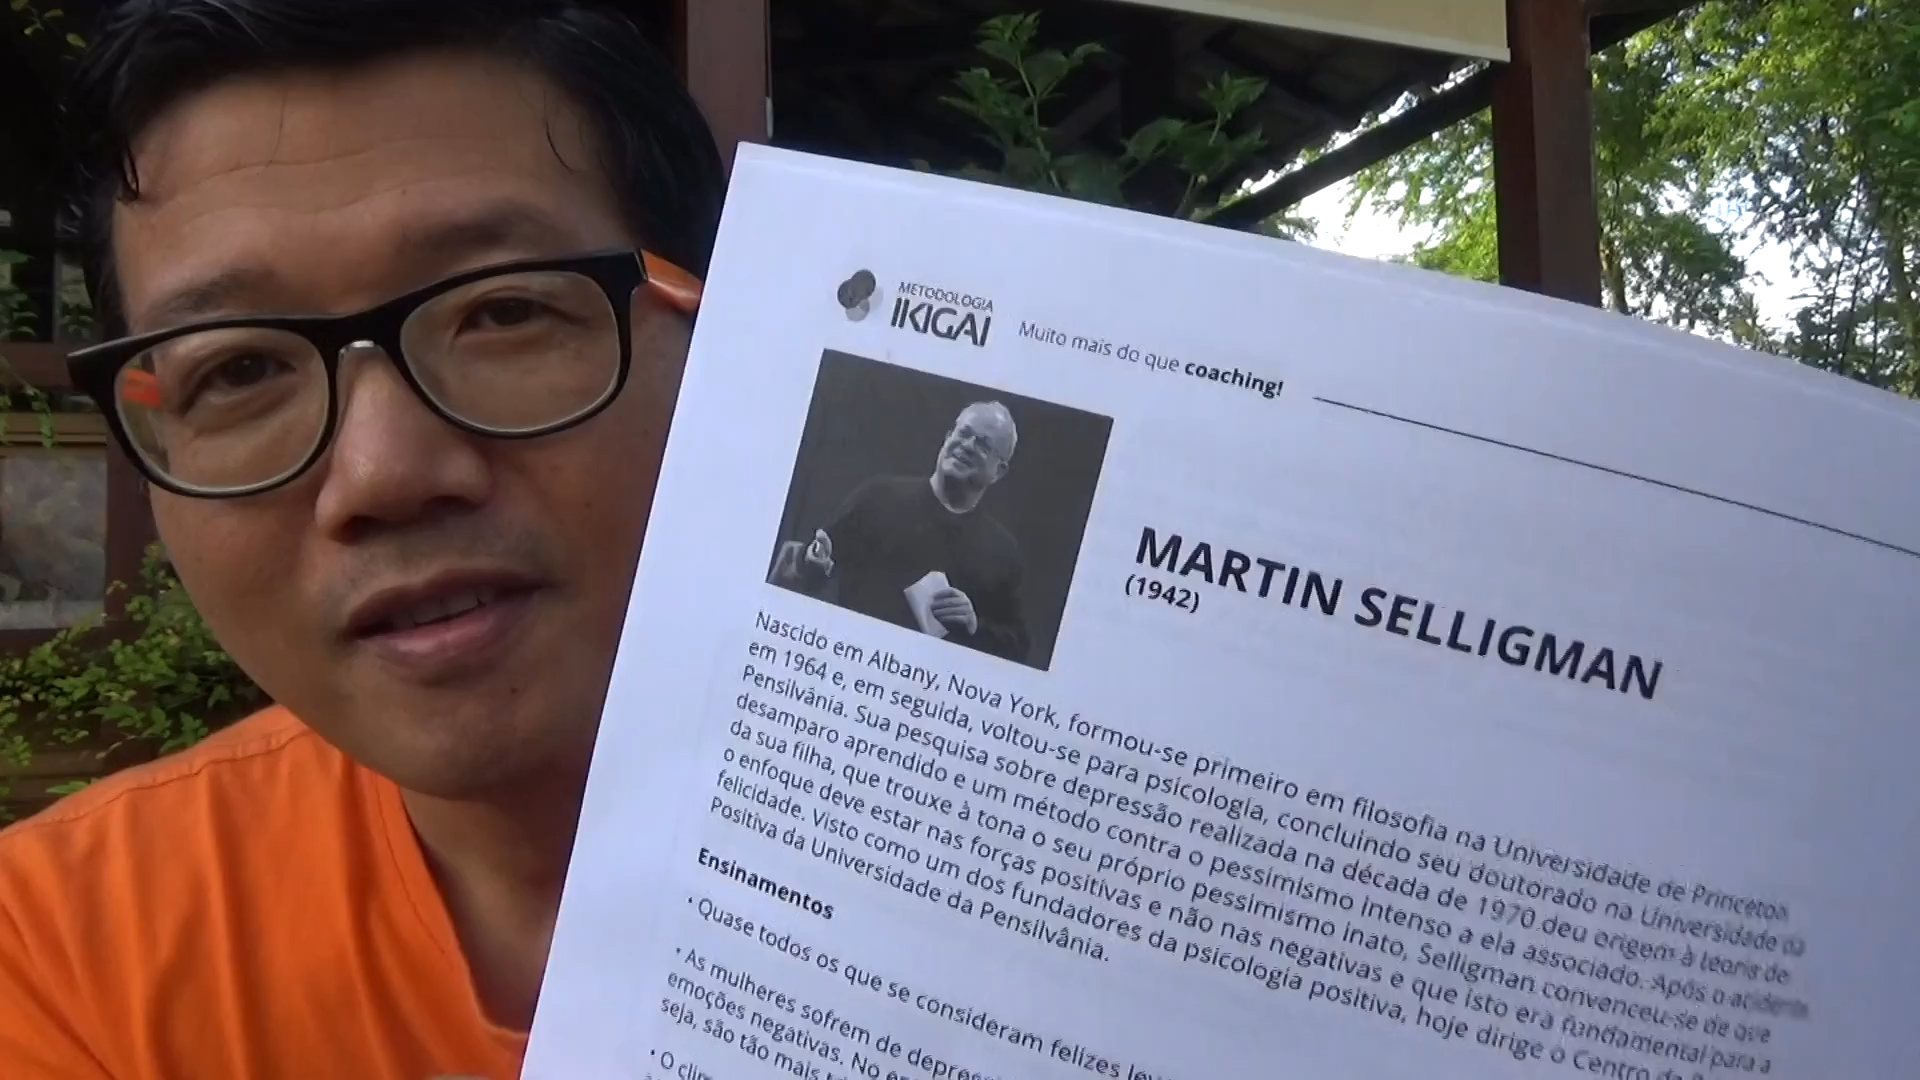 METODOLOGIA
IKIGAI
Muito mais do que coaching!
MARTIN SELLIGMAN
(1942)
Nascido em Albany, Nova York, formou-se primeiro em filosofia na Universidade de Princeton
em 1964 e, em seguida, voltou-se para psicologia, concluindo seu doutorado na Universidade da
Pensilvânia. Sua pesquisa sobre depressão realizada na década de 1970 deu origem à teoria de
desamparo aprendido e um método contra o pessimismo intenso a ela associado. Após o acidente
da sua filha, que trouxe à tona o seu próprio pessimismo inato, Selligman convenceu-se de que
o enfoque deve estar nas forças positivas e não nas negativas e que isto era fundamental para a
felicidade. Visto como um dos fundadores da psicologia positiva, hoje dirige o Centro
Positiva da Universidade da Pensilvânia.
Ensinamentos
• Quase todos os que se consideram felizes
• As mulheres sofrem de
emoções negativas. No
seja, são tão mais
• O